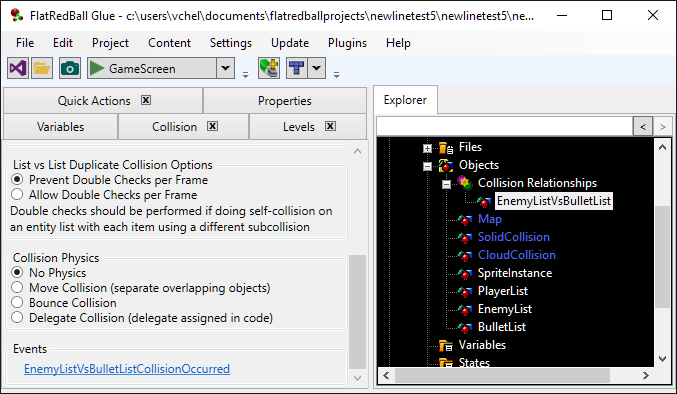 FlatRedBall Glue - c:\users\vchel\documents\flatredballprojects\newlinetest5\newlinetest5\ne...
File Edit Project Content Settings Update Plugins Help
GameScreen
Quick Actions Properties
Variables Collision Levels
List vs List Duplicate Collision Options
Prevent Double Checks per Frame
Allow Double Checks per Frame
Double checks should be performed if doing self-collision on
an entity list with each item using a different subcollision
Collision Physics
No Physics
Move Collision (separate overlapping objects)
Bounce Collision
Delegate Collision (delegate assigned in code)
Events
EnemyListVsBulletListCollisionOccurred
Explorer
< >
Files
Objects
Collision Relationships
EnemyListVsBulletList
Map
SolidCollision
CloudCollision
SpriteInstance
PlayerList
EnemyList
BulletList
Variables
States